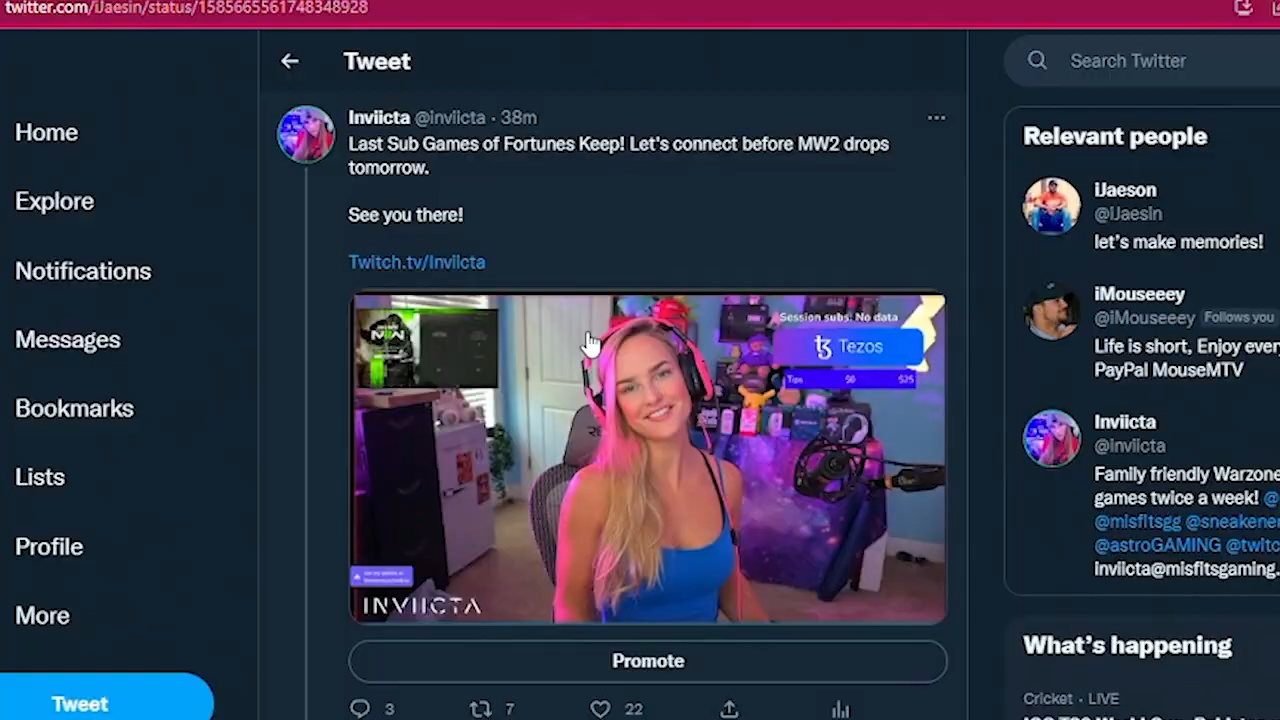 twitter.com/iJaesin/status/1585665561748348928
Home
Explore
Notifications
Messages
Bookmarks
Lists
Profile
More
Tweet
Tweet
Inviicta @inviicta · 38m
Last Sub Games of Fortunes Keep! Let's connect before MW2 drops
tomorrow.
See you there!
Twitch.tv/Inviicta
Session subs: No data
Tezos
Tips $0 $25
INVIICTA
Promote
3 7 22
Search Twitter
Relevant people
iJaeson
@iJaesin
let's make memories!
iMouseeey
@iMouseeey Follows you
Life is short, Enjoy ever
PayPal MouseMTV
Inviicta
@inviicta
Family friendly Warzone
games twice a week! @
@misfitsgg @sneakener
@astroGAMING @twitc
inviicta@misfitsgaming.
What's happening
Cricket · LIVE